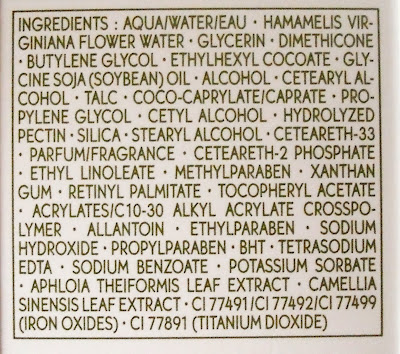 INGREDIENTS : AQUA/WATER/EAU · HAMAMELIS VIR-
GINIANA FLOWER WATER · GLYCERIN · DIMETHICONE
· BUTYLENE GLYCOL · ETHYLHEXYL COCOATE · GLY-
CINE SOJA (SOYBEAN) OIL · ALCOHOL · CETEARYL AL-
COHOL · TALC · COCO-CAPRYLATE/CAPRATE · PRO-
PYLENE GLYCOL · CETYL ALCOHOL · HYDROLYZED
PECTIN · SILICA · STEARYL ALCOHOL · CETEARETH-33
· PARFUM/FRAGRANCE · CETEARETH-2 PHOSPHATE
· ETHYL LINOLEATE · METHYLPARABEN · XANTHAN
GUM · RETINYL PALMITATE · TOCOPHERYL ACETATE
· ACRYLATES/C10-30 ALKYL ACRYLATE CROSSPO-
LYMER · ALLANTOIN · ETHYLPARABEN · SODIUM
HYDROXIDE · PROPYLPARABEN · BHT · TETRASODIUM
EDTA · SODIUM BENZOATE · POTASSIUM SORBATE
· APHLOIA THEIFORMIS LEAF EXTRACT · CAMELLIA
SINENSIS LEAF EXTRACT · CI 77491/CI 77492/CI 77499
(IRON OXIDES) · CI 77891 (TITANIUM DIOXIDE)